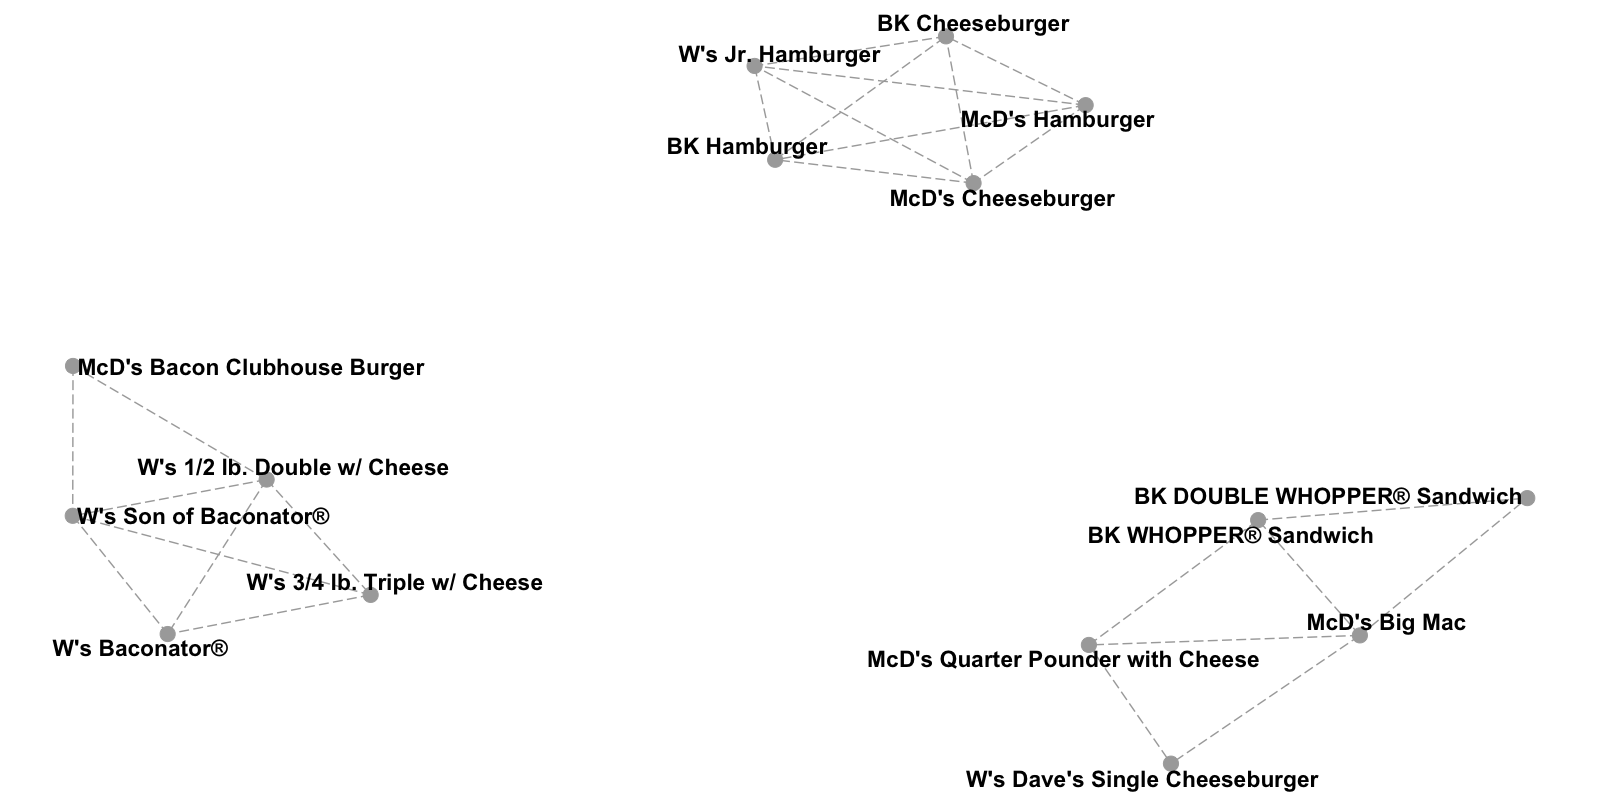 BK Cheeseburger
W's Jr. Hamburger
McD's Hamburger
BK Hamburger
McD's Cheeseburger
McD's Bacon Clubhouse Burger
W's 1/2 lb. Double w/ Cheese
W's Son of Baconator®
W's 3/4 lb. Triple w/ Cheese
W's Baconator®
BK DOUBLE WHOPPER® Sandwich
BK WHOPPER® Sandwich
McD's Big Mac
McD's Quarter Pounder with Cheese
W's Dave's Single Cheeseburger